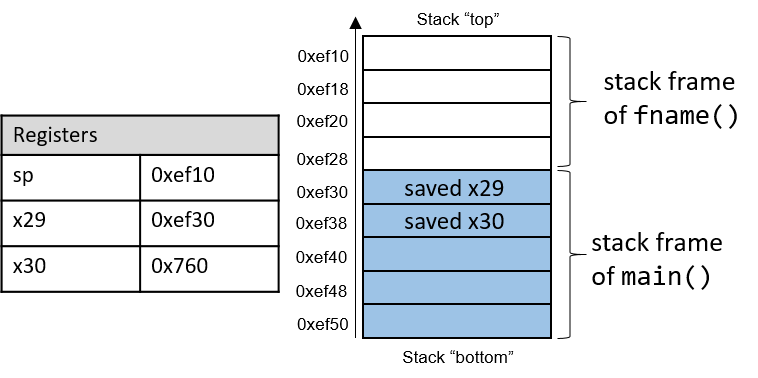 Stack “top”
Registers
sp 0xef10
x29 0xef30
x30 0x760
0xef10
0xef18
0xef20
0xef28
0xef30 saved x29
0xef38 saved x30
0xef40
0xef48
0xef50
stack frame
of fname()
stack frame
of main()
Stack “bottom”